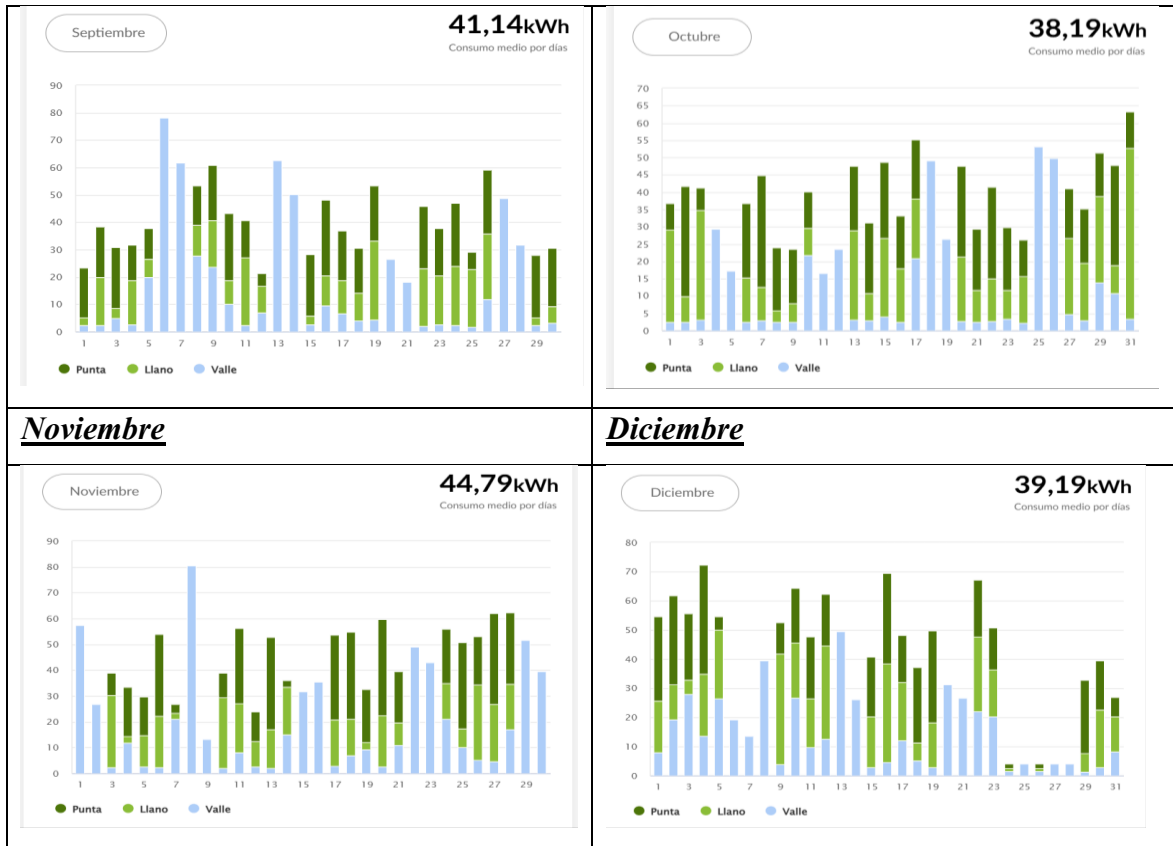 Septiembre
41,14kWh
Consumo medio por días
90
80
70
60
50
40
30
20
10
0
1 3 5 7 9 11 13 15 17 19 21 23 25 27 29
Punta Llano Valle
Octubre
38,19kWh
Consumo medio por días
70
65
60
55
50
45
40
35
30
25
20
15
10
5
0
1 3 5 7 9 11 13 15 17 19 21 23 25 27 29 31
Punta Llano Valle
Noviembre
Diciembre
Noviembre
44,79kWh
Consumo medio por días
90
80
70
60
50
40
30
20
10
0
1 3 5 7 9 11 13 15 17 19 21 23 25 27 29
Punta Llano Valle
Diciembre
39,19kWh
Consumo medio por días
80
70
60
50
40
30
20
10
0
1 3 5 7 9 11 13 15 17 19 21 23 25 27 29 31
Punta Llano Valle